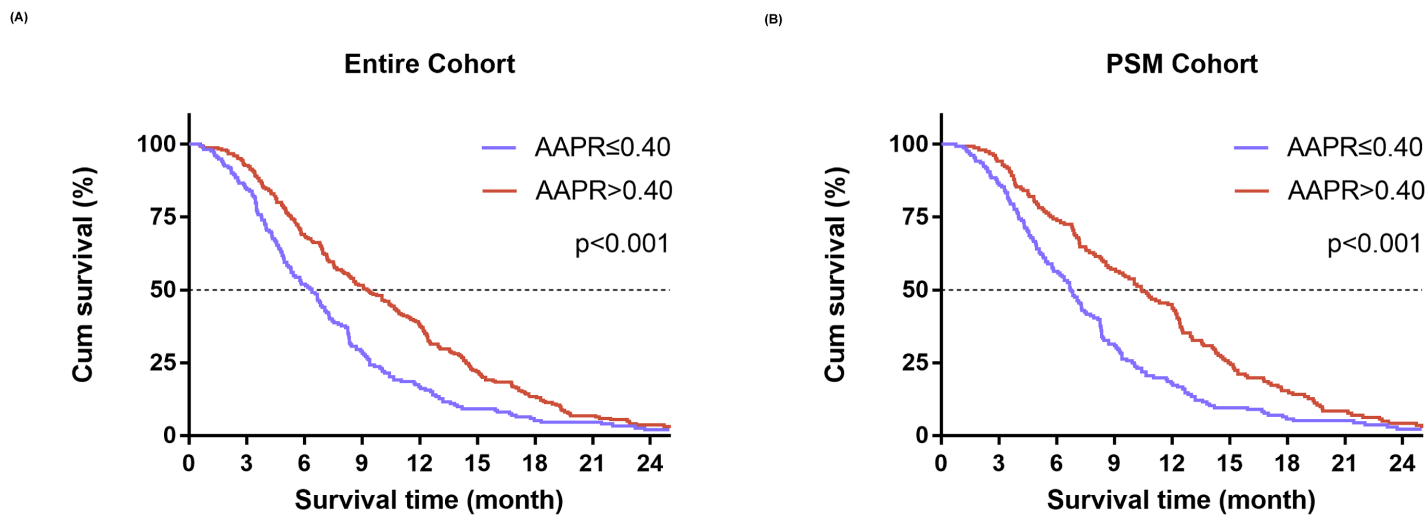 (A)
Entire Cohort
AAPR≤0.40
AAPR>0.40
p<0.001
100
75
50
25
0
Cum survival (%)
0 3 6 9 12 15 18 21 24
Survival time (month)
(B)
PSM Cohort
AAPR≤0.40
AAPR>0.40
p<0.001
100
75
50
25
0
Cum survival (%)
0 3 6 9 12 15 18 21 24
Survival time (month)